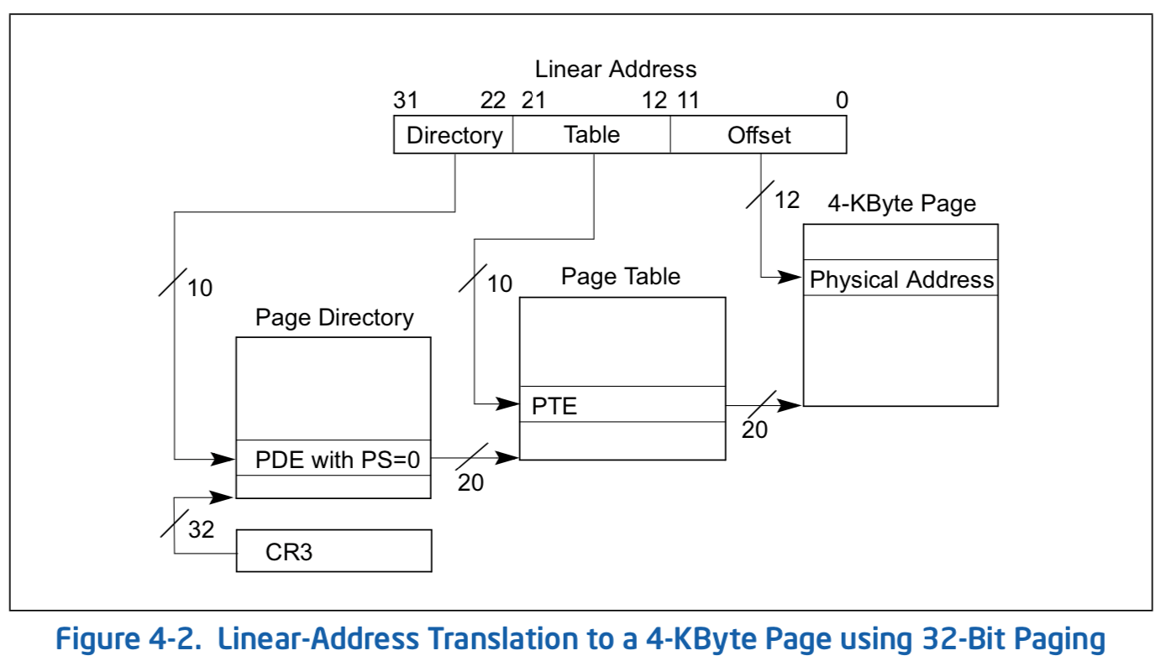 Linear Address
31 22 21 12 11 0
Directory Table Offset
12
4-KByte Page
Physical Address
10
10
Page Table
Page Directory
PTE
20
PDE with PS=0
20
32
CR3
Figure 4-2. Linear-Address Translation to a 4-KByte Page using 32-Bit Paging